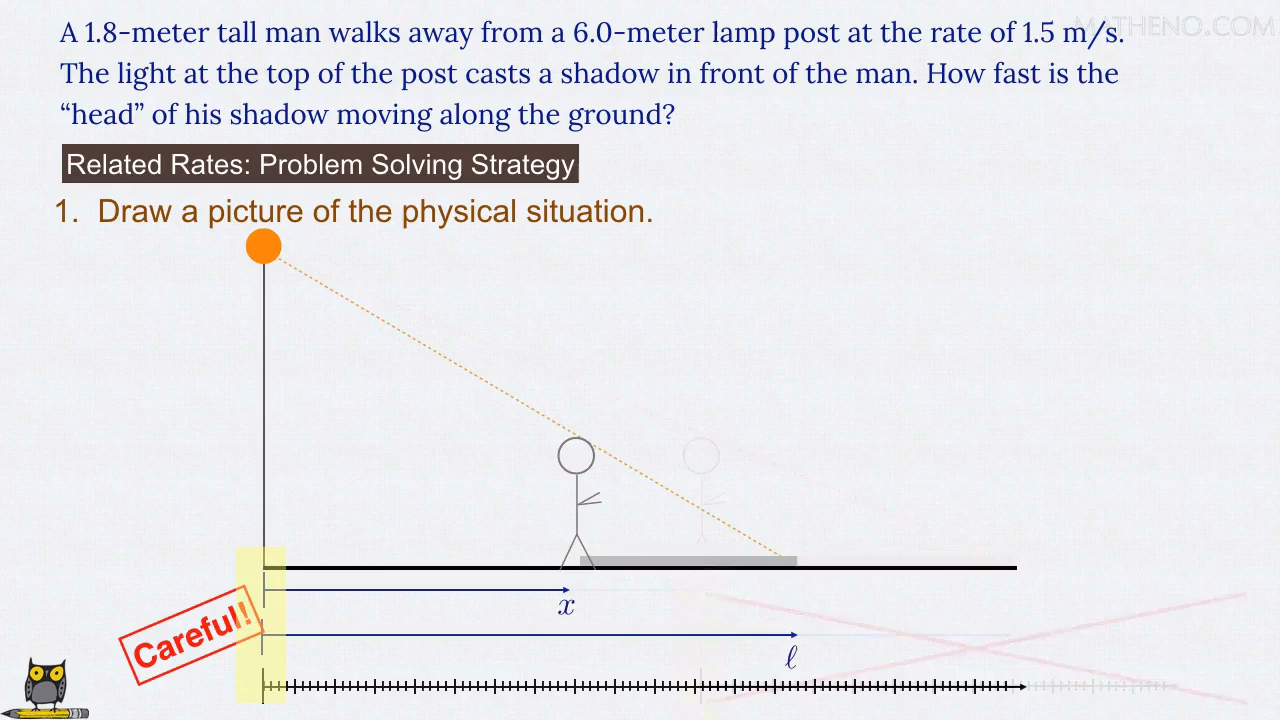 MATHENO.COM
A 1.8-meter tall man walks away from a 6.0-meter lamp post at the rate of 1.5 m/s.
The light at the top of the post casts a shadow in front of the man. How fast is the
“head” of his shadow moving along the ground?
Related Rates: Problem Solving Strategy
1. Draw a picture of the physical situation.
x
Careful!
ℓ